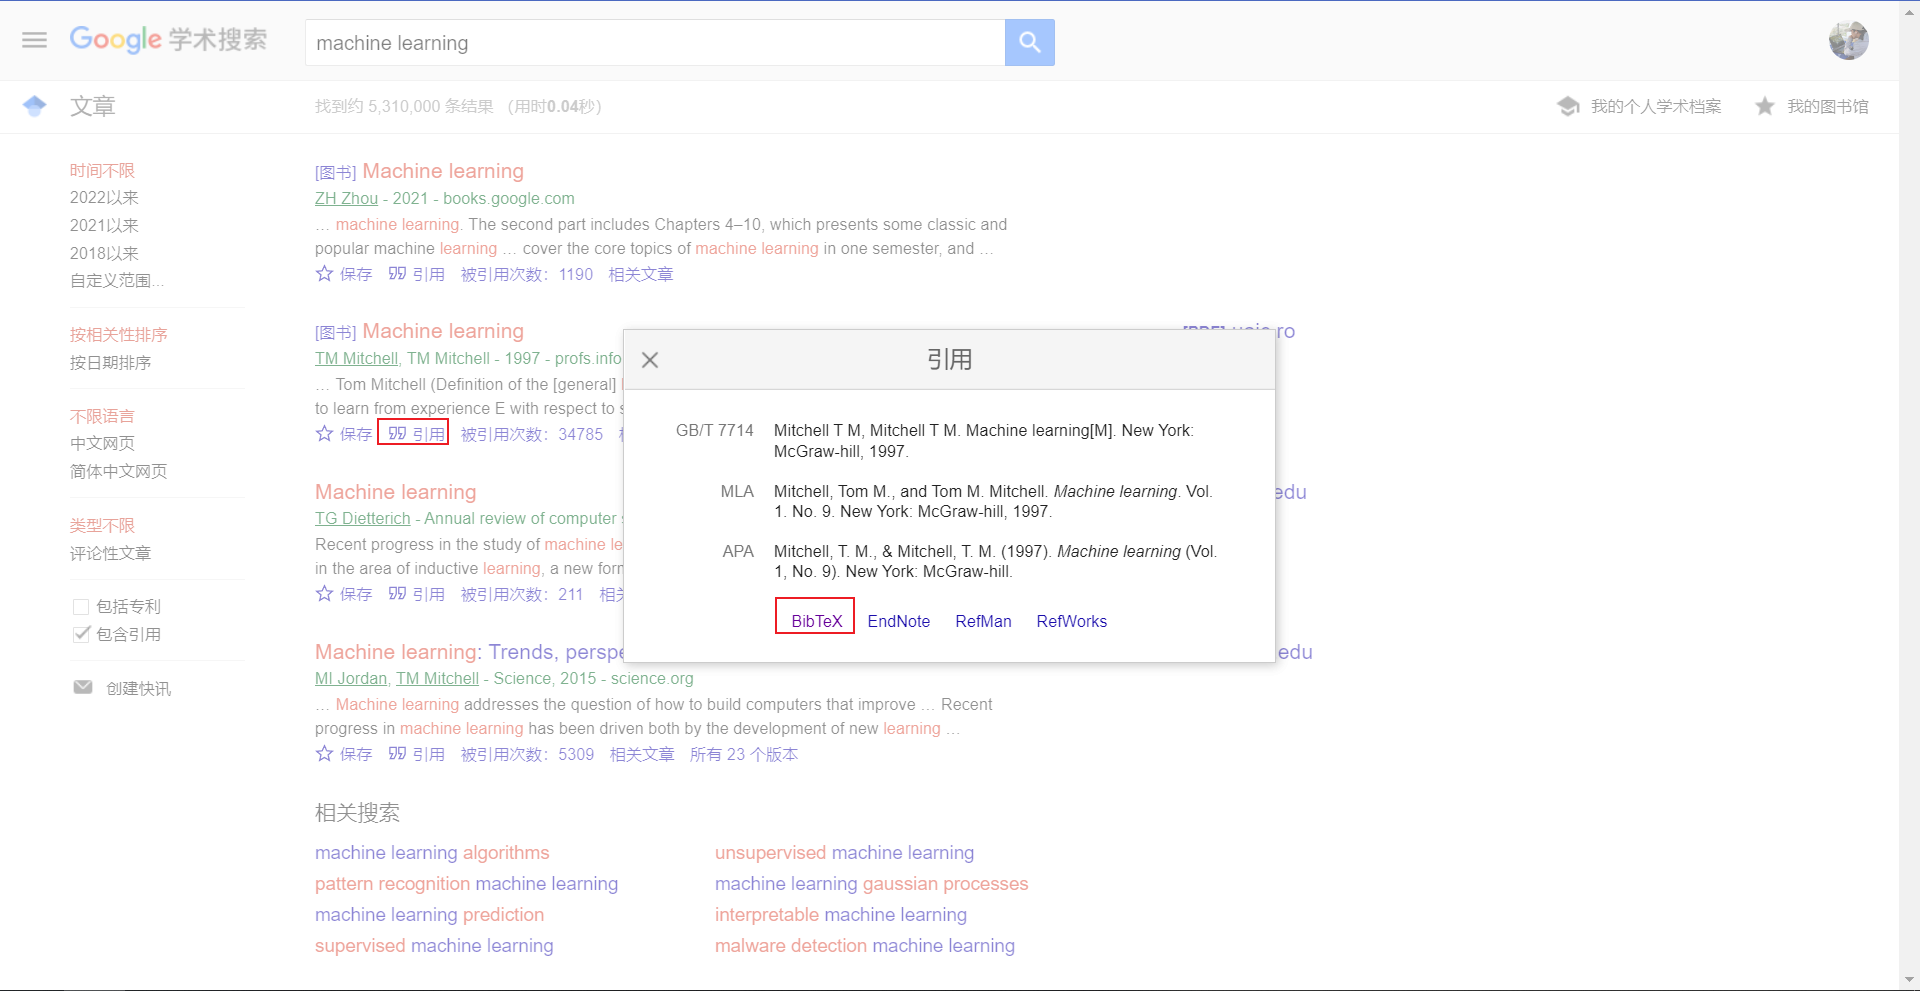 Google 学术搜索
machine learning
文章
找到约 5,310,000 条结果 （用时0.04秒）
我的个人学术档案
我的图书馆
时间不限
2022以来
2021以来
2018以来
自定义范围...
按相关性排序
按日期排序
不限语言
中文网页
简体中文网页
类型不限
评论性文章
包括专利
包含引用
创建快讯
[图书] Machine learning
ZH Zhou - 2021 - books.google.com
… machine learning. The second part includes Chapters 4–10, which presents some classic and
popular machine learning … cover the core topics of machine learning in one semester, and …
保存 引用 被引用次数：1190 相关文章
[图书] Machine learning
TM Mitchell, TM Mitchell - 1997 - profs.info
… Tom Mitchell (Definition of the [general]
to learn from experience E with respect to
保存 引用 被引用次数：34785
Machine learning
TG Dietterich - Annual review of computer
Recent progress in the study of machine le
in the area of inductive learning, a new for
保存 引用 被引用次数：211 相关
edu
Machine learning: Trends, perspe
edu
MI Jordan, TM Mitchell - Science, 2015 - science.org
… Machine learning addresses the question of how to build computers that improve … Recent
progress in machine learning has been driven both by the development of new learning …
保存 引用 被引用次数：5309 相关文章 所有 23 个版本
引用
GB/T 7714 Mitchell T M, Mitchell T M. Machine learning[M]. New York:
McGraw-hill, 1997.
MLA Mitchell, Tom M., and Tom M. Mitchell. Machine learning. Vol.
1. No. 9. New York: McGraw-hill, 1997.
APA Mitchell, T. M., & Mitchell, T. M. (1997). Machine learning (Vol.
1, No. 9). New York: McGraw-hill.
BibTeX EndNote RefMan RefWorks
相关搜索
machine learning algorithms
pattern recognition machine learning
machine learning prediction
supervised machine learning
unsupervised machine learning
machine learning gaussian processes
interpretable machine learning
malware detection machine learning